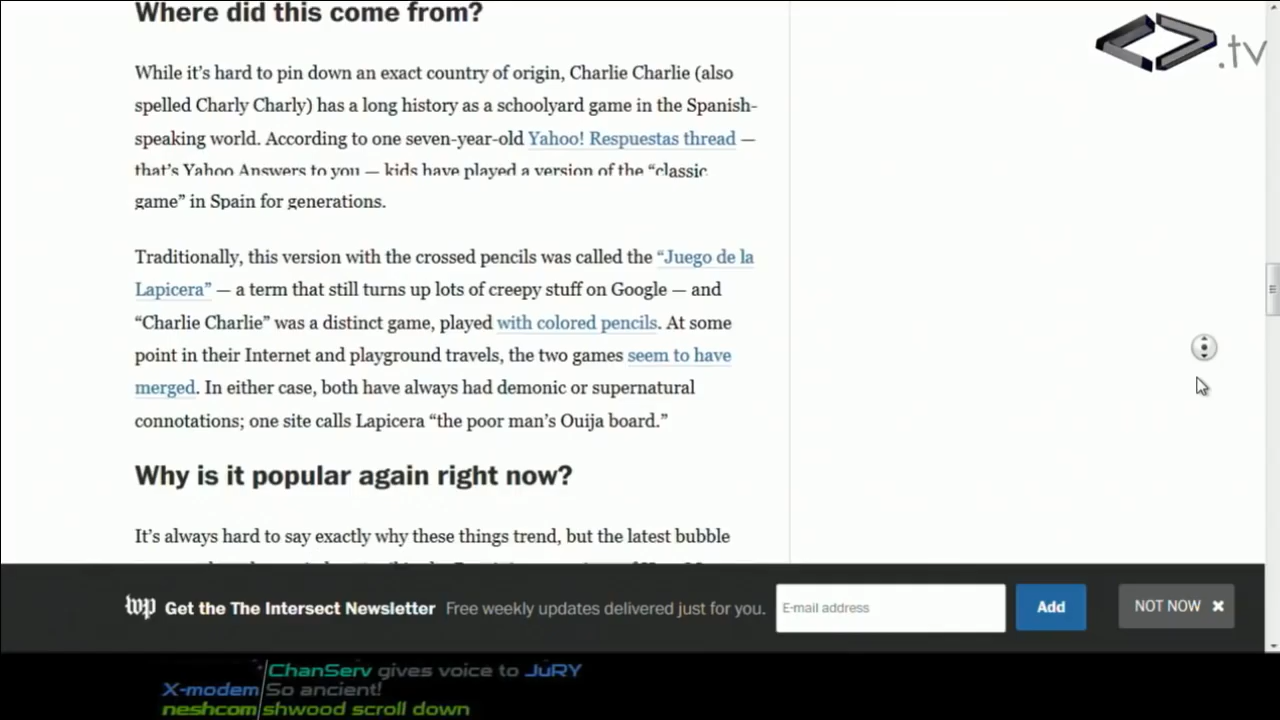 Where did this come from?
.tv
While it’s hard to pin down an exact country of origin, Charlie Charlie (also
spelled Charly Charly) has a long history as a schoolyard game in the Spanish-
speaking world. According to one seven-year-old Yahoo! Respuestas thread —
that’s Yahoo Answers to you — kids have played a version of the “classic
game” in Spain for generations.
Traditionally, this version with the crossed pencils was called the “Juego de la
Lapicera” — a term that still turns up lots of creepy stuff on Google — and
“Charlie Charlie” was a distinct game, played with colored pencils. At some
point in their Internet and playground travels, the two games seem to have
merged. In either case, both have always had demonic or supernatural
connotations; one site calls Lapicera “the poor man’s Ouija board.”
Why is it popular again right now?
It’s always hard to say exactly why these things trend, but the latest bubble
wp Get the The Intersect Newsletter Free weekly updates delivered just for you. E-mail address Add NOT NOW ✖
ChanServ gives voice to JuRY
X-modem So ancient!
neshcom shwood scroll down